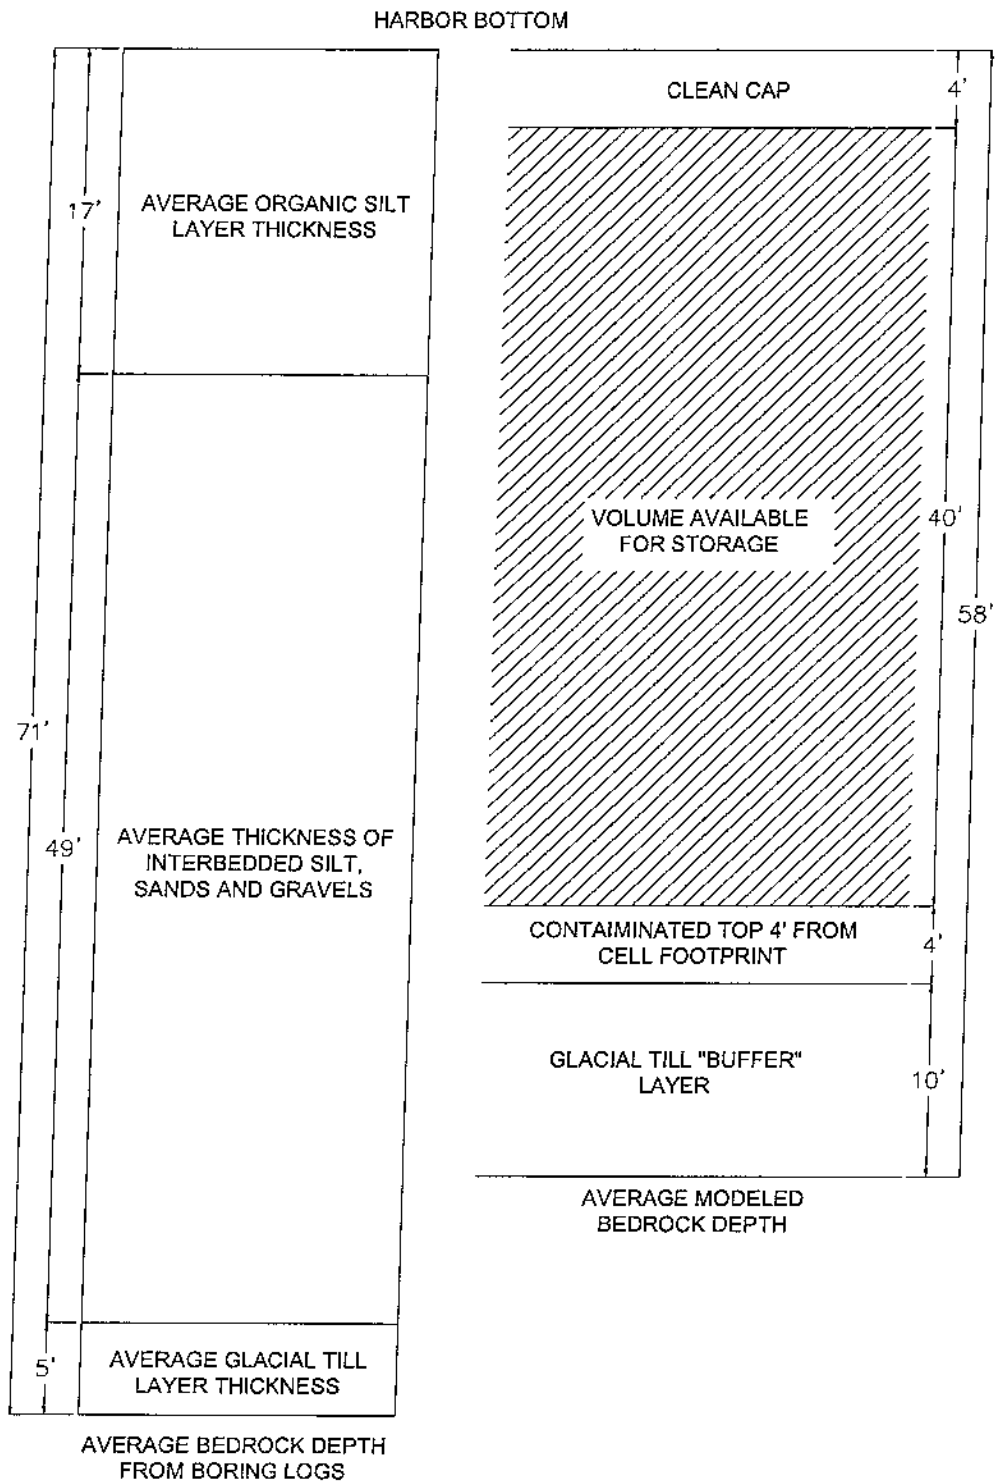 HARBOR BOTTOM
17'
AVERAGE ORGANIC SILT
LAYER THICKNESS
71'
49'
AVERAGE THICKNESS OF
INTERBEDDED SILT,
SANDS AND GRAVELS
5'
AVERAGE GLACIAL TILL
LAYER THICKNESS
AVERAGE BEDROCK DEPTH
FROM BORING LOGS
CLEAN CAP
4'
VOLUME AVAILABLE
FOR STORAGE
40'
58'
CONTAMINATED TOP 4' FROM
CELL FOOTPRINT
4'
GLACIAL TILL "BUFFER"
LAYER
10'
AVERAGE MODELED
BEDROCK DEPTH